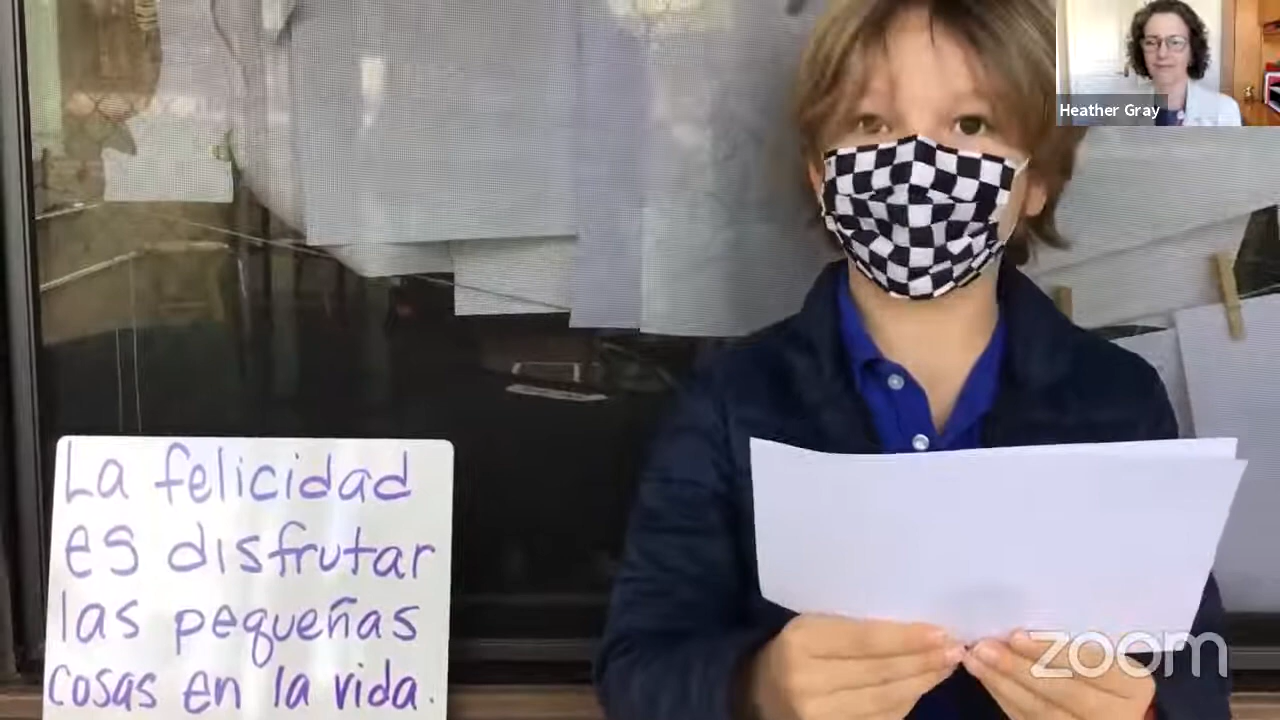 Heather Gray
La felicidad
es disfrutar
las pequeñas
cosas en la vida.
zoom